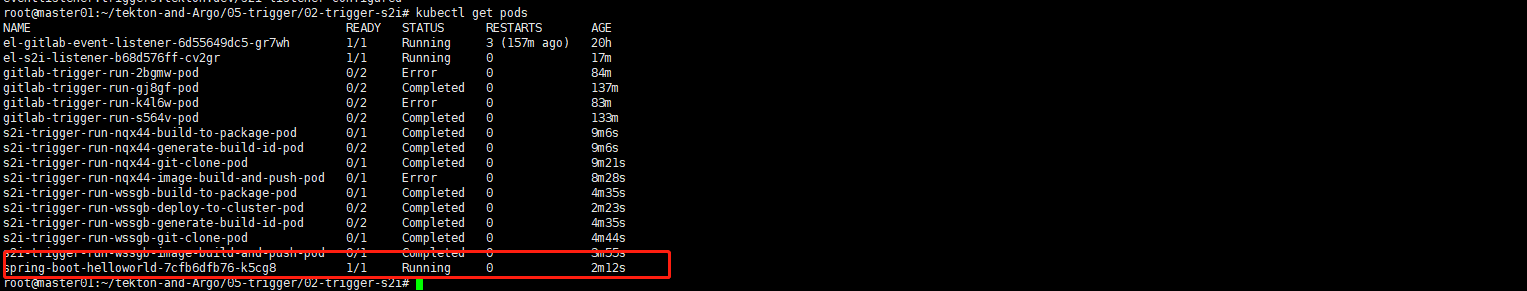 eventlistener.triggers.tekton.dev/s2i-listener configured
root@master01:~/tekton-and-Argo/05-trigger/02-trigger-s2i# kubectl get pods
NAME READY STATUS RESTARTS AGE
el-gitlab-event-listener-6d55649dc5-gr7wh 1/1 Running 3 (157m ago) 20h
el-s2i-listener-b68d576ff-cv2gr 1/1 Running 0 17m
gitlab-trigger-run-2bgmw-pod 0/2 Error 0 84m
gitlab-trigger-run-gj8gf-pod 0/2 Completed 0 137m
gitlab-trigger-run-k4l6w-pod 0/2 Error 0 83m
gitlab-trigger-run-s564v-pod 0/2 Completed 0 133m
s2i-trigger-run-nqx44-build-to-package-pod 0/1 Completed 0 9m6s
s2i-trigger-run-nqx44-generate-build-id-pod 0/2 Completed 0 9m6s
s2i-trigger-run-nqx44-git-clone-pod 0/1 Completed 0 9m21s
s2i-trigger-run-nqx44-image-build-and-push-pod 0/1 Error 0 8m28s
s2i-trigger-run-wssgb-build-to-package-pod 0/1 Completed 0 4m35s
s2i-trigger-run-wssgb-deploy-to-cluster-pod 0/2 Completed 0 2m23s
s2i-trigger-run-wssgb-generate-build-id-pod 0/2 Completed 0 4m35s
s2i-trigger-run-wssgb-git-clone-pod 0/1 Completed 0 4m44s
s2i-trigger-run-wssgb-image-build-and-push-pod 0/1 Completed 0 3m55s
spring-boot-helloworld-7cfb6dfb76-k5cg8 1/1 Running 0 2m12s
root@master01:~/tekton-and-Argo/05-trigger/02-trigger-s2i#